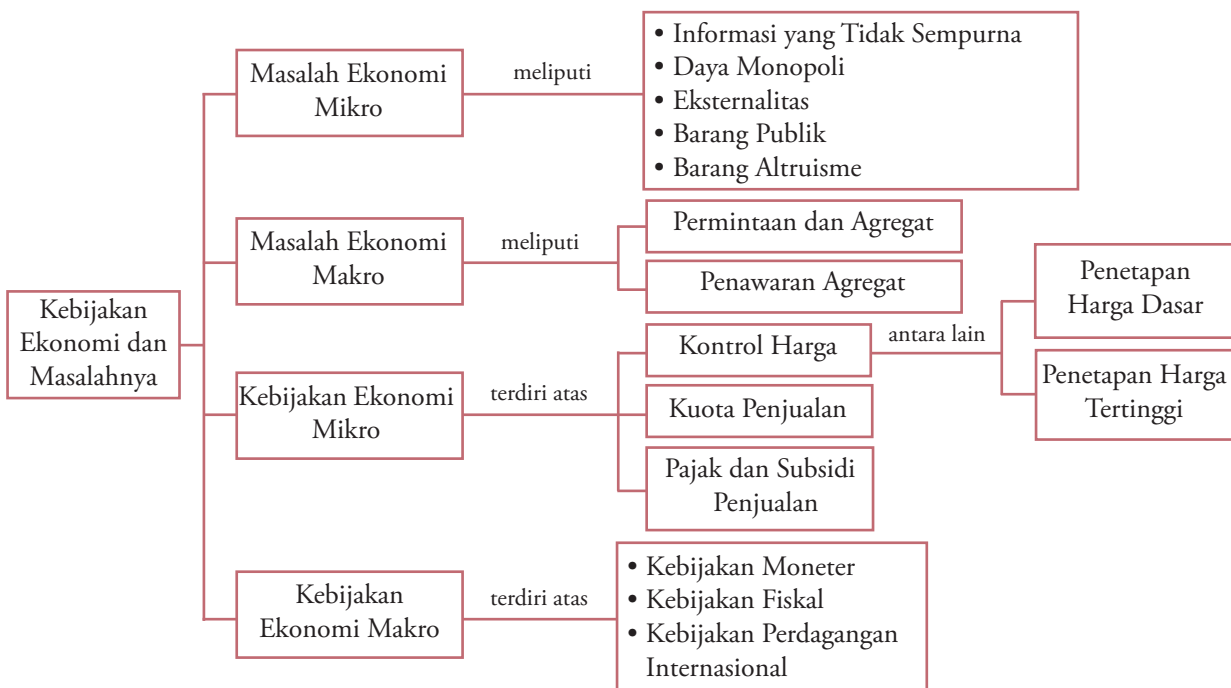 Kebijakan
Ekonomi dan
Masalahnya
Masalah Ekonomi
Mikro
meliputi
• Informasi yang Tidak Sempurna
• Daya Monopoli
• Eksternalitas
• Barang Publik
• Barang Altruisme
Masalah Ekonomi
Makro
meliputi
Permintaan dan Agregat
Penawaran Agregat
Kebijakan Ekonomi
Mikro
terdiri atas
Kontrol Harga
antara lain
Penetapan
Harga Dasar
Penetapan Harga
Tertinggi
Kuota Penjualan
Pajak dan Subsidi
Penjualan
Kebijakan
Ekonomi Makro
terdiri atas
• Kebijakan Moneter
• Kebijakan Fiskal
• Kebijakan Perdagangan
Internasional